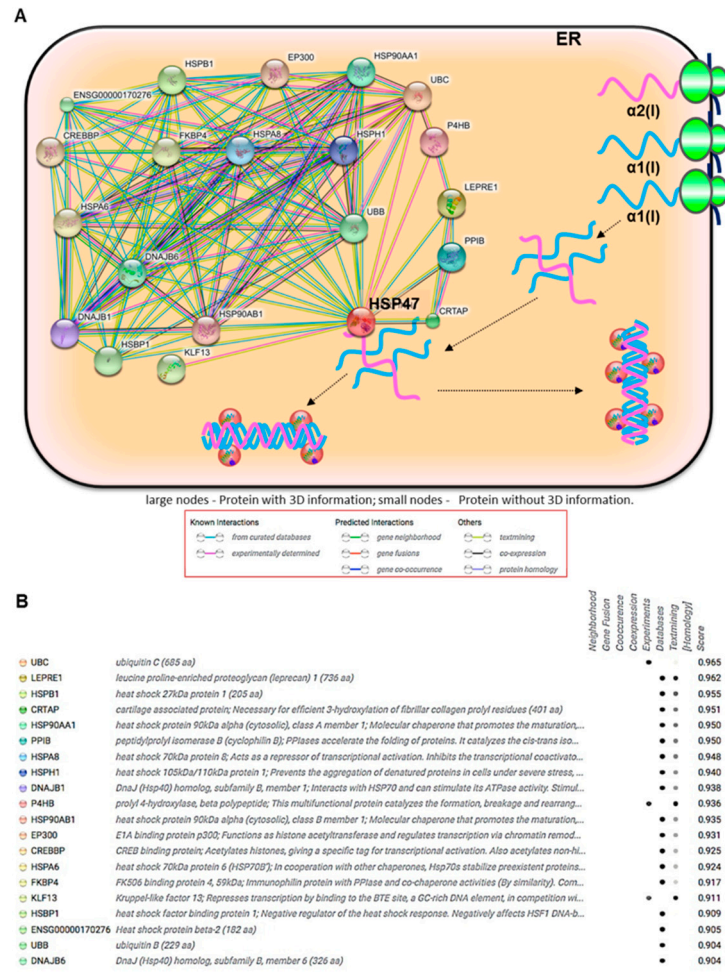 A
ER
HSPB1
EP300
HSP90AA1
UBC
ENSG00000170276
CREBBP
FKBP4
HSPA8
HSPH1
P4HB
LEPRE1
HSPA6
UBB
DNAJB6
PPIB
DNAJB1
HSP90AB1
HSP47
CRTAP
HSBP1
KLF13
α2(I)
α1(I)
α1(I)
large nodes - Protein with 3D information; small nodes - Protein without 3D information.
Known Interactions
from curated databases
experimentally determined
Predicted Interactions
gene neighborhood
gene fusions
gene co-occurrence
Others
textmining
co-expression
protein homology
B
Neighborhood
Gene Fusion
Cooccurence
Coexpression
Experiments
Databases
Textmining
[Homology]
Score
UBC ubiquitin C (685 aa) 0.965
LEPRE1 leucine proline-enriched proteoglycan (leprecan) 1 (736 aa) 0.962
HSPB1 heat shock 27kDa protein 1 (205 aa) 0.955
CRTAP cartilage associated protein; Necessary for efficient 3-hydroxylation of fibrillar collagen prolyl residues (401 aa) 0.951
HSP90AA1 heat shock protein 90kDa alpha (cytosolic), class A member 1; Molecular chaperone that promotes the maturation,... 0.950
PPIB peptidylprolyl isomerase B (cyclophilin B); PPIases accelerate the folding of proteins. It catalyzes the cis-trans iso... 0.950
HSPA8 heat shock 70kDa protein 8; Acts as a repressor of transcriptional activation. Inhibits the transcriptional coactivato... 0.948
HSPH1 heat shock 105kDa/110kDa protein 1; Prevents the aggregation of denatured proteins in cells under severe stress, ... 0.940
DNAJB1 DnaJ (Hsp40) homolog, subfamily B, member 1; Interacts with HSP70 and can stimulate its ATPase activity. Stimul... 0.938
P4HB prolyl 4-hydroxylase, beta polypeptide; This multifunctional protein catalyzes the formation, breakage and rearrang... 0.936
HSP90AB1 heat shock protein 90kDa alpha (cytosolic), class B member 1; Molecular chaperone that promotes the maturation,... 0.935
EP300 E1A binding protein p300; Functions as histone acetyltransferase and regulates transcription via chromatin remod... 0.931
CREBBP CREB binding protein; Acetylates histones, giving a specific tag for transcriptional activation. Also acetylates non-hi... 0.925
HSPA6 heat shock 70kDa protein 6 (HSP70B'); In cooperation with other chaperones, Hsp70s stabilize preexistent proteins... 0.924
FKBP4 FK506 binding protein 4, 59kDa; Immunophilin protein with PPIase and co-chaperone activities (By similarity). Com... 0.917
KLF13 Kruppel-like factor 13; Represses transcription by binding to the BTE site, a GC-rich DNA element, in competition wi... 0.911
HSBP1 heat shock factor binding protein 1; Negative regulator of the heat shock response. Negatively affects HSF1 DNA-b... 0.909
ENSG00000170276 Heat shock protein beta-2 (182 aa) 0.905
UBB ubiquitin B (229 aa) 0.904
DNAJB6 DnaJ (Hsp40) homolog, subfamily B, member 6 (326 aa) 0.904